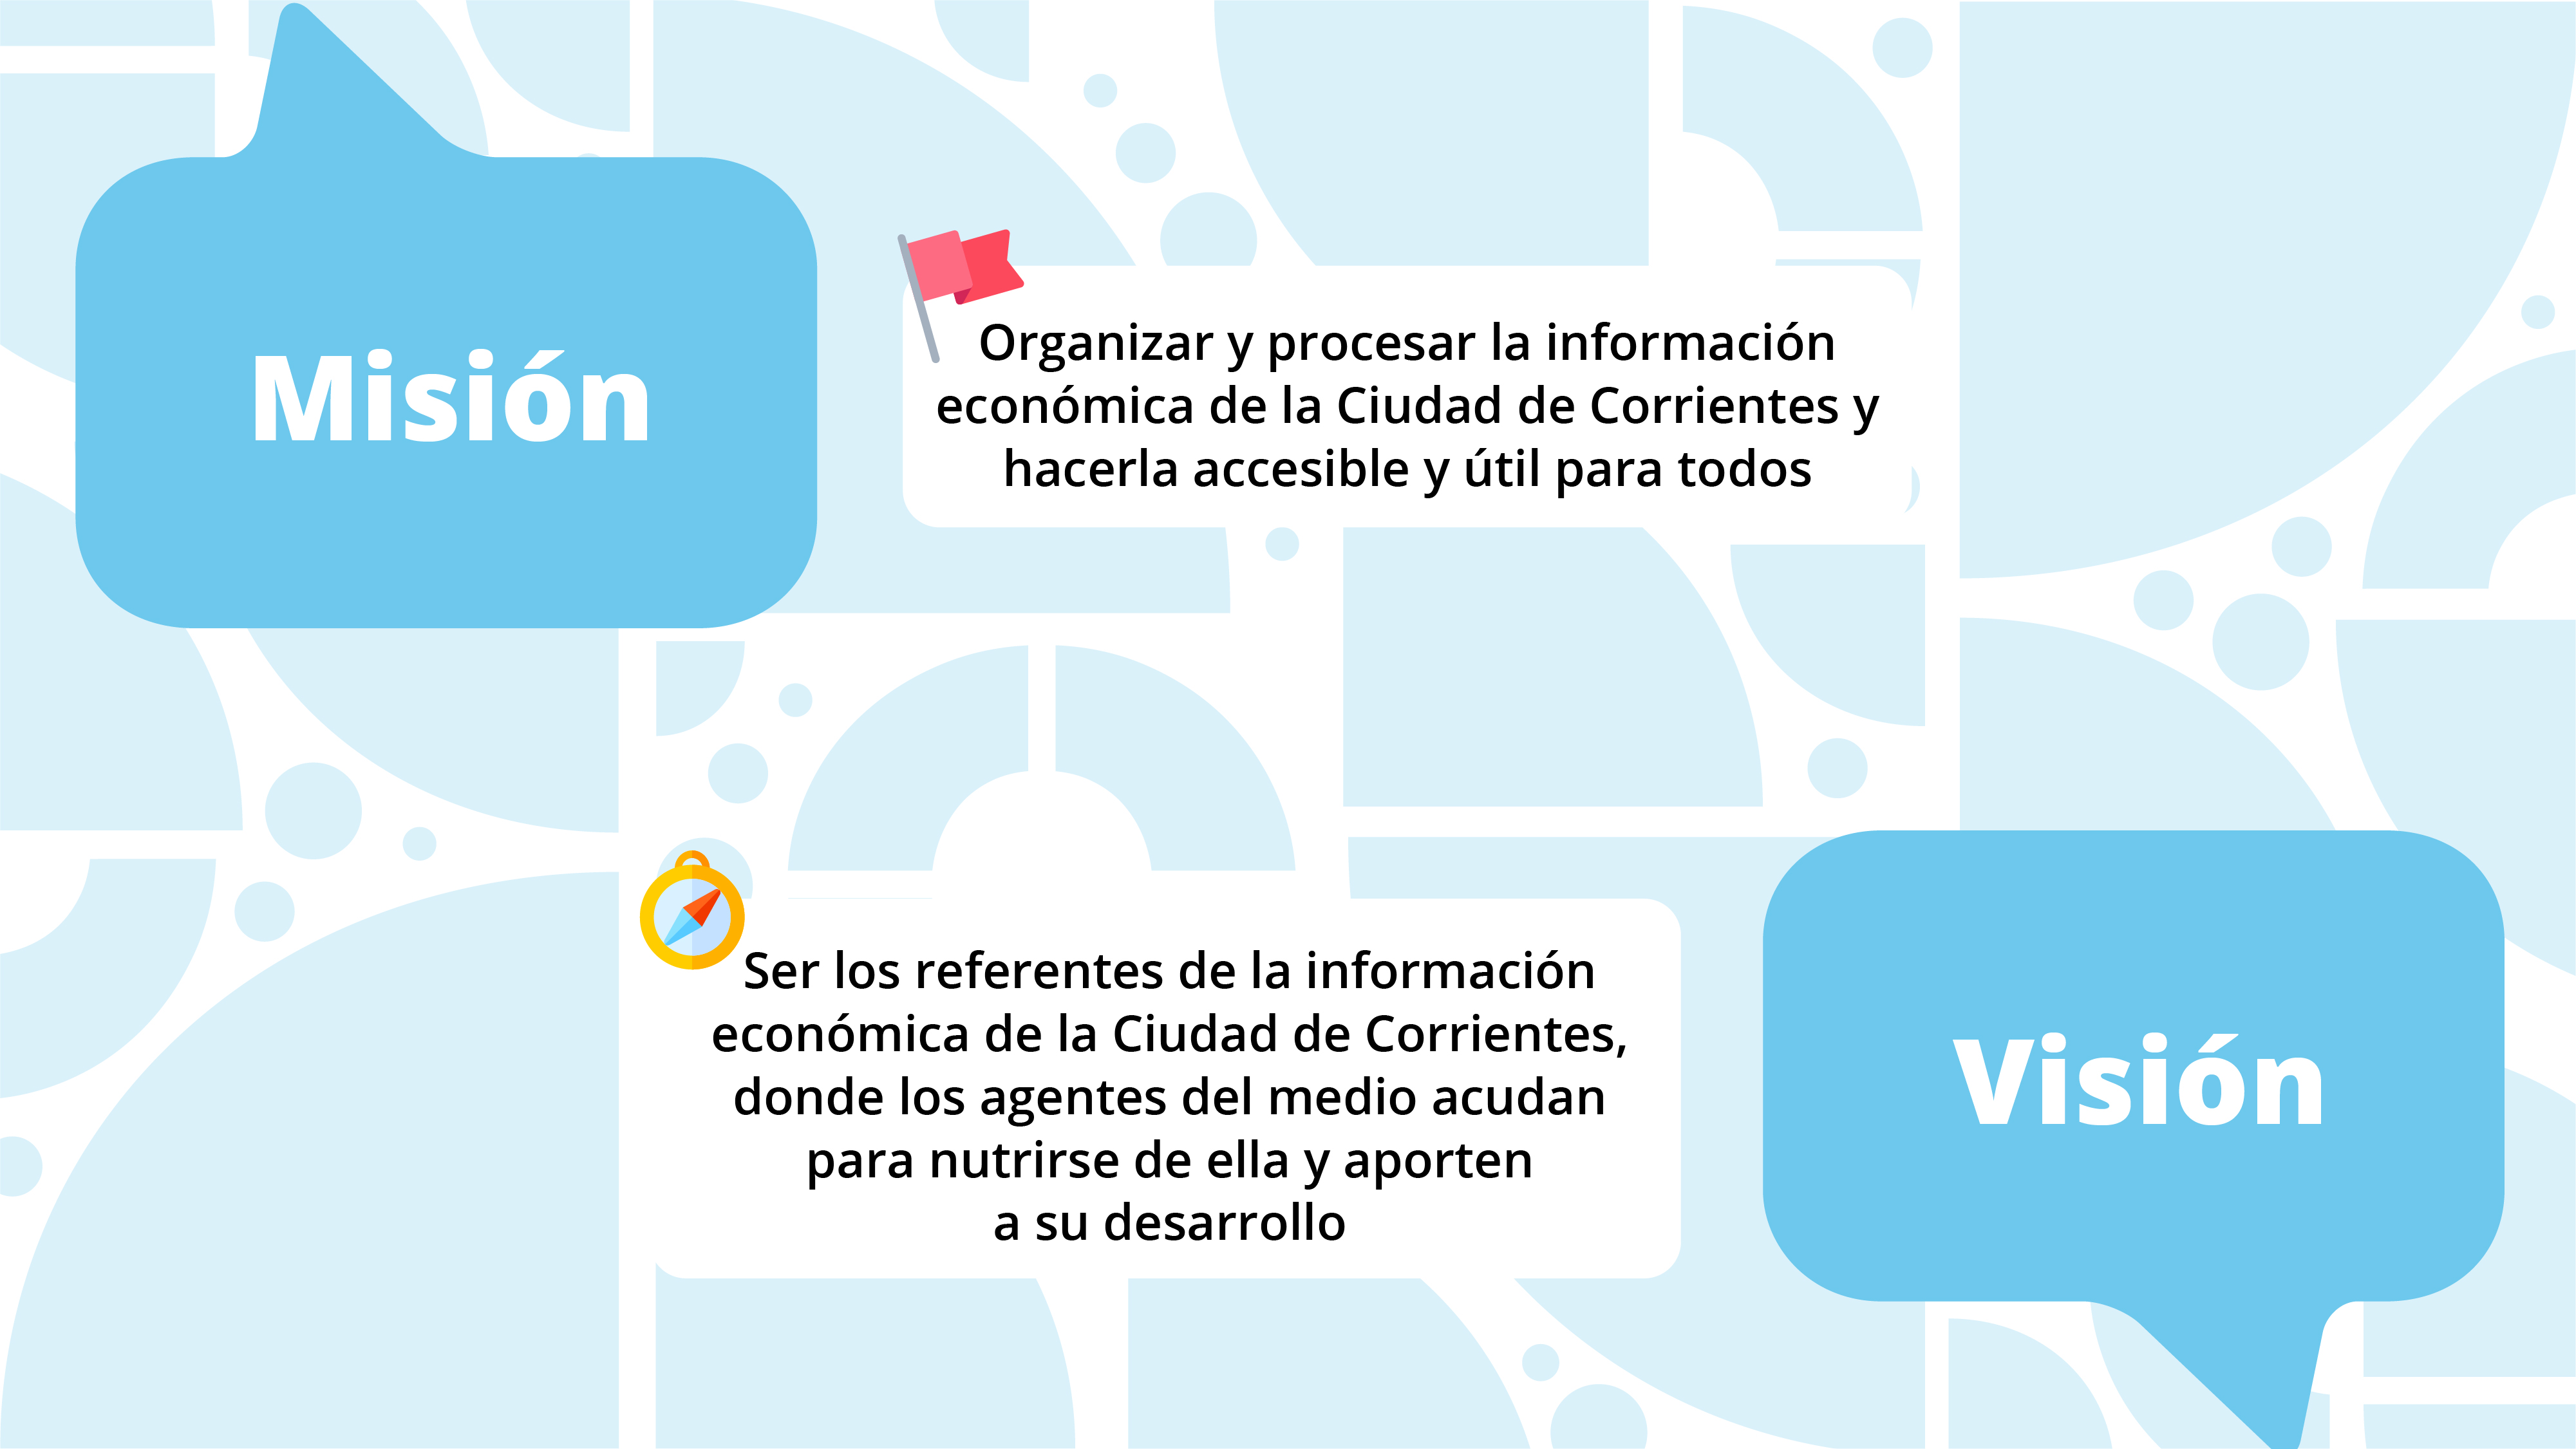 Misión
Organizar y procesar la información
económica de la Ciudad de Corrientes y
hacerla accesible y útil para todos
Ser los referentes de la información
económica de la Ciudad de Corrientes,
donde los agentes del medio acudan
para nutrirse de ella y aporten
a su desarrollo
Visión